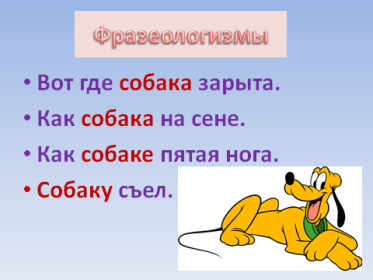 Фразеологизмы
• Вот где собака зарыта.
• Как собака на сене.
• Как собаке пятая нога.
• Собаку съел.